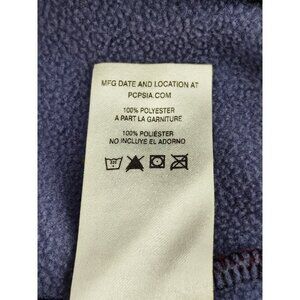 MFG DATE AND LOCATION AT
PCPSIA.COM
100% POLYESTER
A PART LA GARNITURE
100% POLIÉSTER
NO INCLUYE EL ADORNO